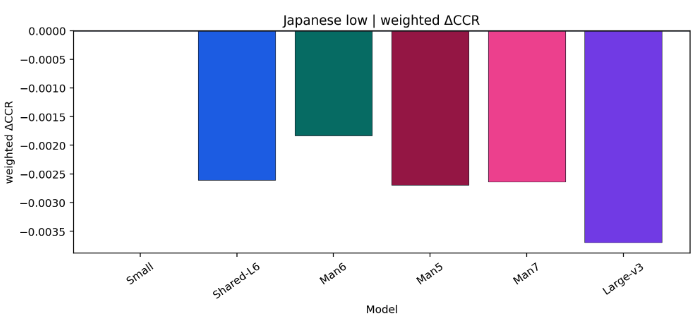 Japanese low | weighted ΔCCR
0.0000
−0.0005
−0.0010
−0.0015
−0.0020
−0.0025
−0.0030
−0.0035
weighted ΔCCR
Small
Shared-L6
Man6
Man5
Man7
Large-v3
Model